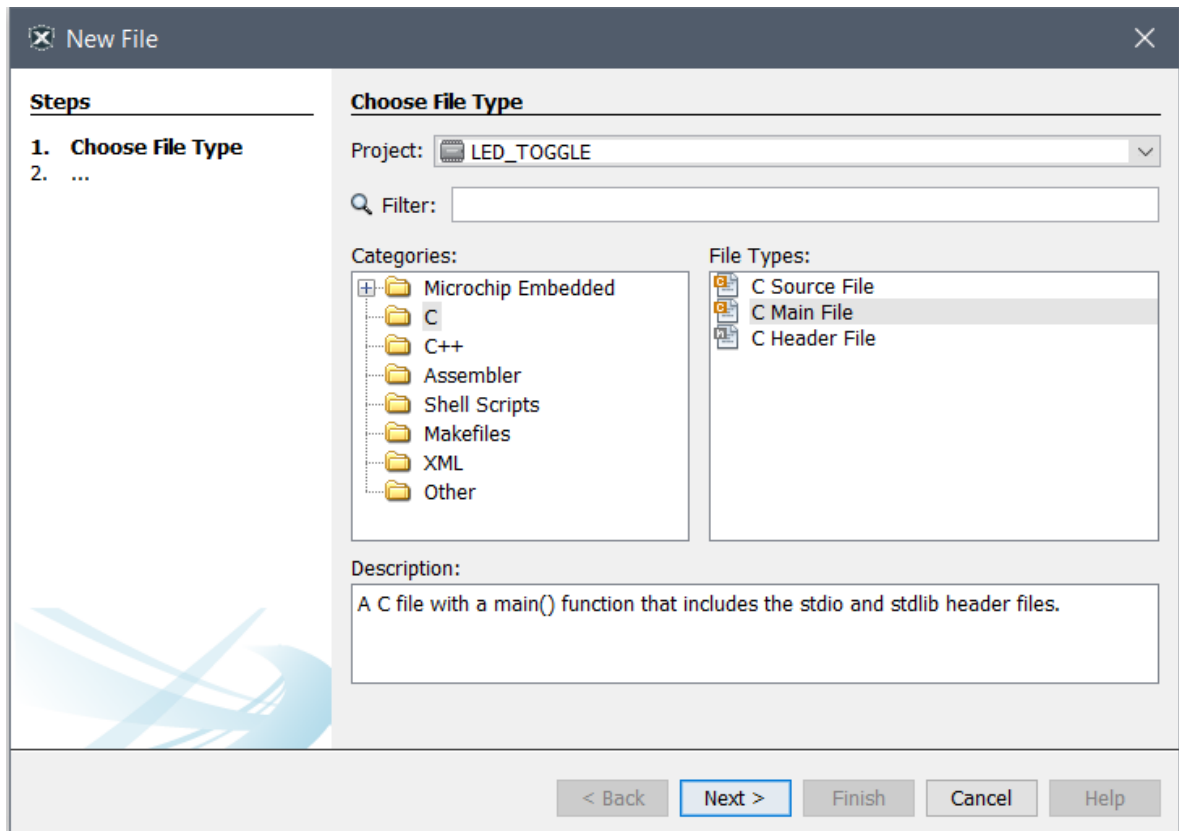 New File
Steps
1. Choose File Type
2. ...
Choose File Type
Project: LED_TOGGLE
Filter:
Categories:
Microchip Embedded
C
C++
Assembler
Shell Scripts
Makefiles
XML
Other
File Types:
C Source File
C Main File
C Header File
Description:
A C file with a main() function that includes the stdio and stdlib header files.
< Back Next > Finish Cancel Help